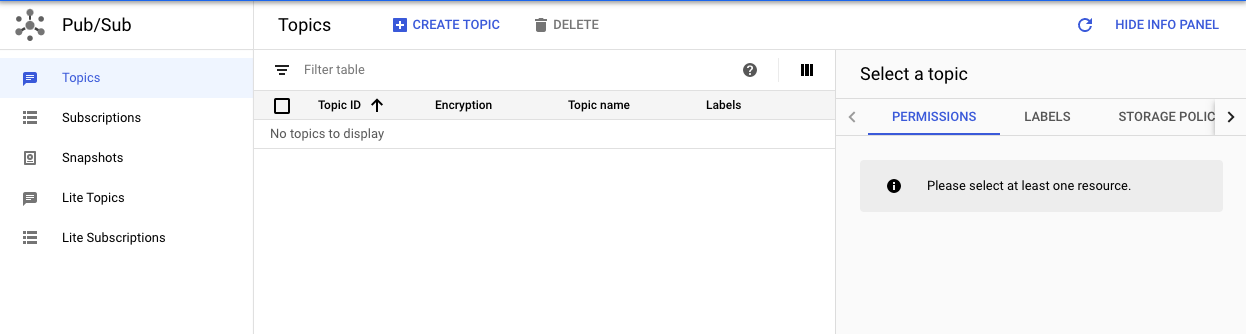 Pub/Sub
Topics
CREATE TOPIC
DELETE
HIDE INFO PANEL
Topics
Subscriptions
Snapshots
Lite Topics
Lite Subscriptions
Filter table
Topic ID Encryption Topic name Labels
No topics to display
Select a topic
PERMISSIONS LABELS STORAGE POLIC
Please select at least one resource.